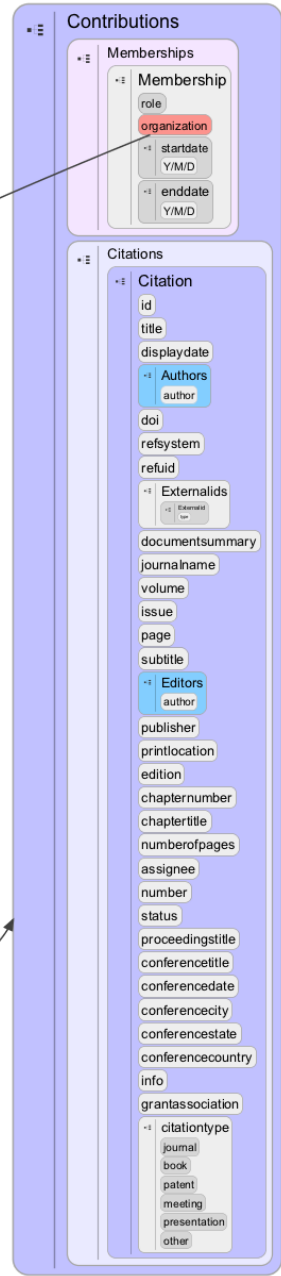 Contributions
Memberships
Membership
role
organization
startdate
Y/M/D
enddate
Y/M/D
Citations
Citation
id
title
displaydate
Authors
author
doi
refsystem
refuid
Externalids
Externalid
type
documentsummary
journalname
volume
issue
page
subtitle
Editors
author
publisher
printlocation
edition
chapternumber
chaptertitle
numberofpages
assignee
number
status
proceedingstitle
conferencetitle
conferencedate
conferencecity
conferencestate
conferencecountry
info
grantassociation
citationtype
journal
book
patent
meeting
presentation
other